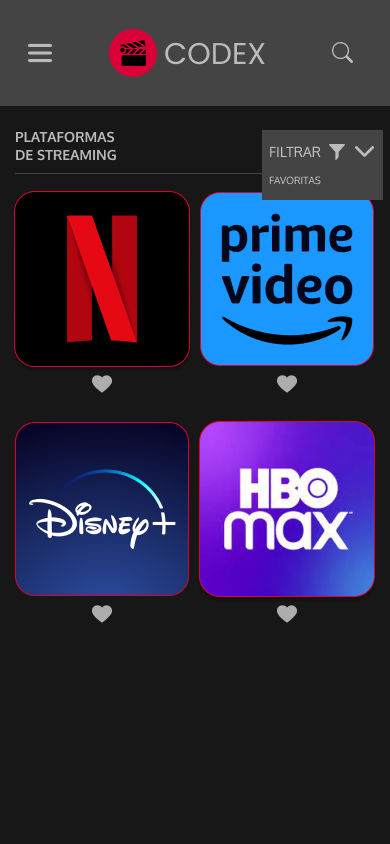 CODEX
PLATAFORMAS
DE STREAMING
FILTRAR
FAVORITAS
N
prime
video
Disney+
HBO
max